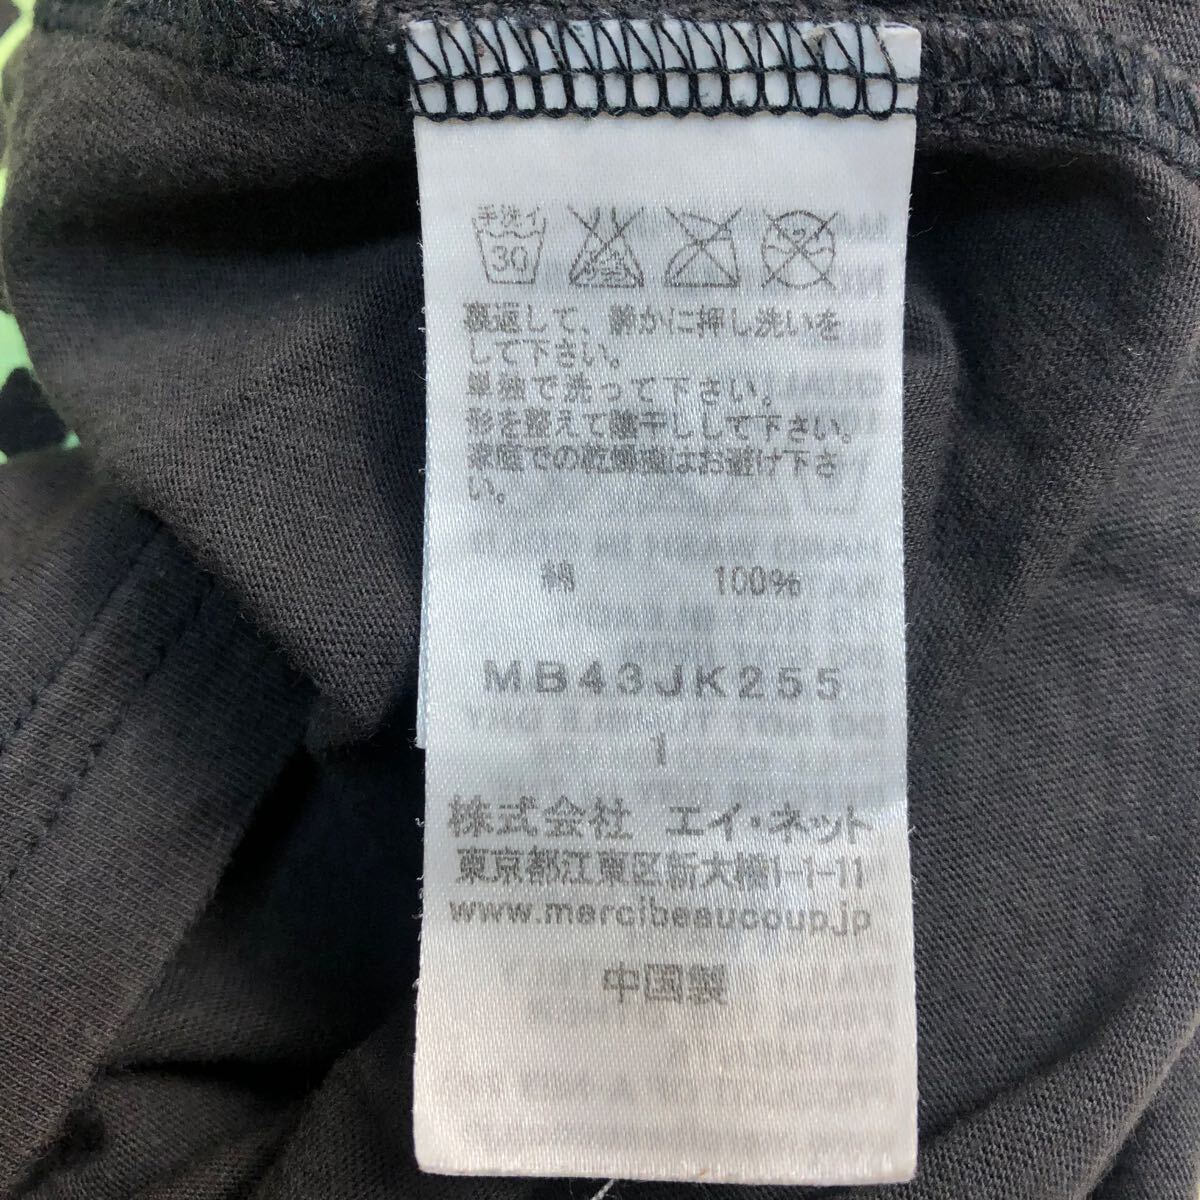 手洗イ
30
裏返して、静かに押し洗いを
して下さい。
単独で洗って下さい。
形を整えて陰干しして下さい。
家庭での乾燥機はお避け下さ
い。
綿 100%
MB43JK255
1
株式会社 エイ・ネット
東京都江東区新大橋1-1-11
www.mercibeaucoup.jp
中国製